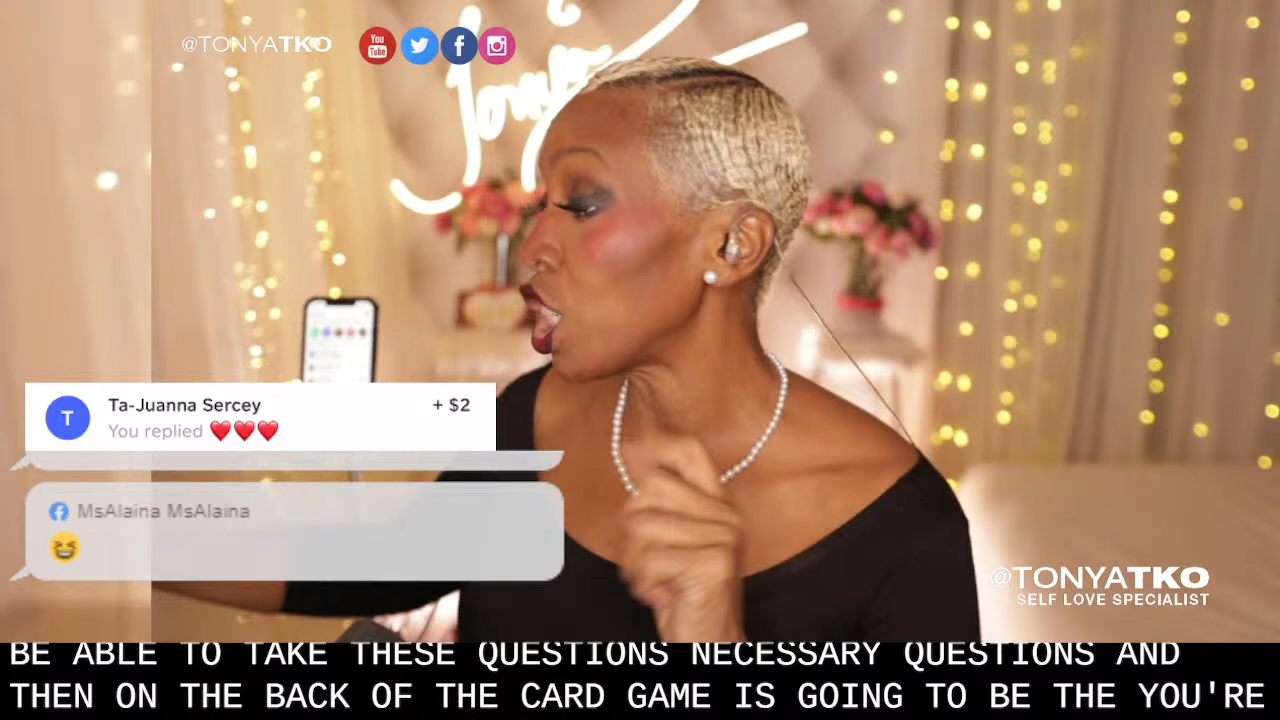 @TONYATKO
You
Tube
Tonya
T
Ta-Juanna Sercey
+ $2
You replied ❤️❤️❤️
MsAlaina MsAlaina
😆
@TONYATKO
SELF LOVE SPECIALIST
BE ABLE TO TAKE THESE QUESTIONS NECESSARY QUESTIONS AND
THEN ON THE BACK OF THE CARD GAME IS GOING TO BE THE YOU'RE